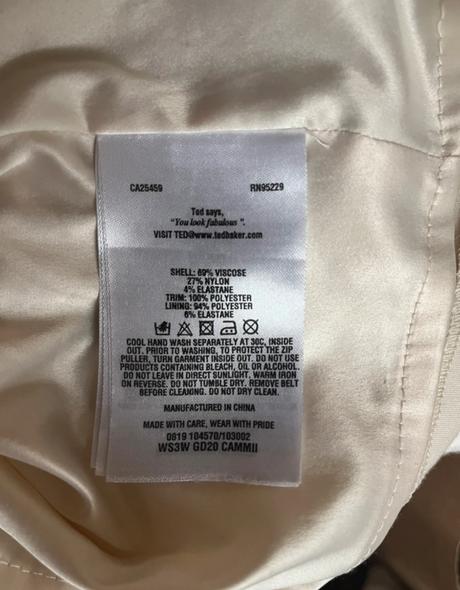 CA25459 RN95229
Ted says,
"You look fabulous".
VISIT TED@www.tedbaker.com
SHELL: 69% VISCOSE
27% NYLON
4% ELASTANE
TRIM: 100% POLYESTER
LINING: 94% POLYESTER
6% ELASTANE
COOL HAND WASH SEPARATELY AT 30C, INSIDE
OUT. PRIOR TO WASHING, TO PROTECT THE ZIP
PULLER, TURN GARMENT INSIDE OUT. DO NOT USE
PRODUCTS CONTAINING BLEACH, OIL OR ALCOHOL.
DO NOT LEAVE IN DIRECT SUNLIGHT. WARM IRON
ON REVERSE. DO NOT TUMBLE DRY. REMOVE BELT
BEFORE CLEANING. DO NOT DRY CLEAN.
MANUFACTURED IN CHINA
MADE WITH CARE, WEAR WITH PRIDE
0819 104570/103002
WS3W GD20 CAMMII